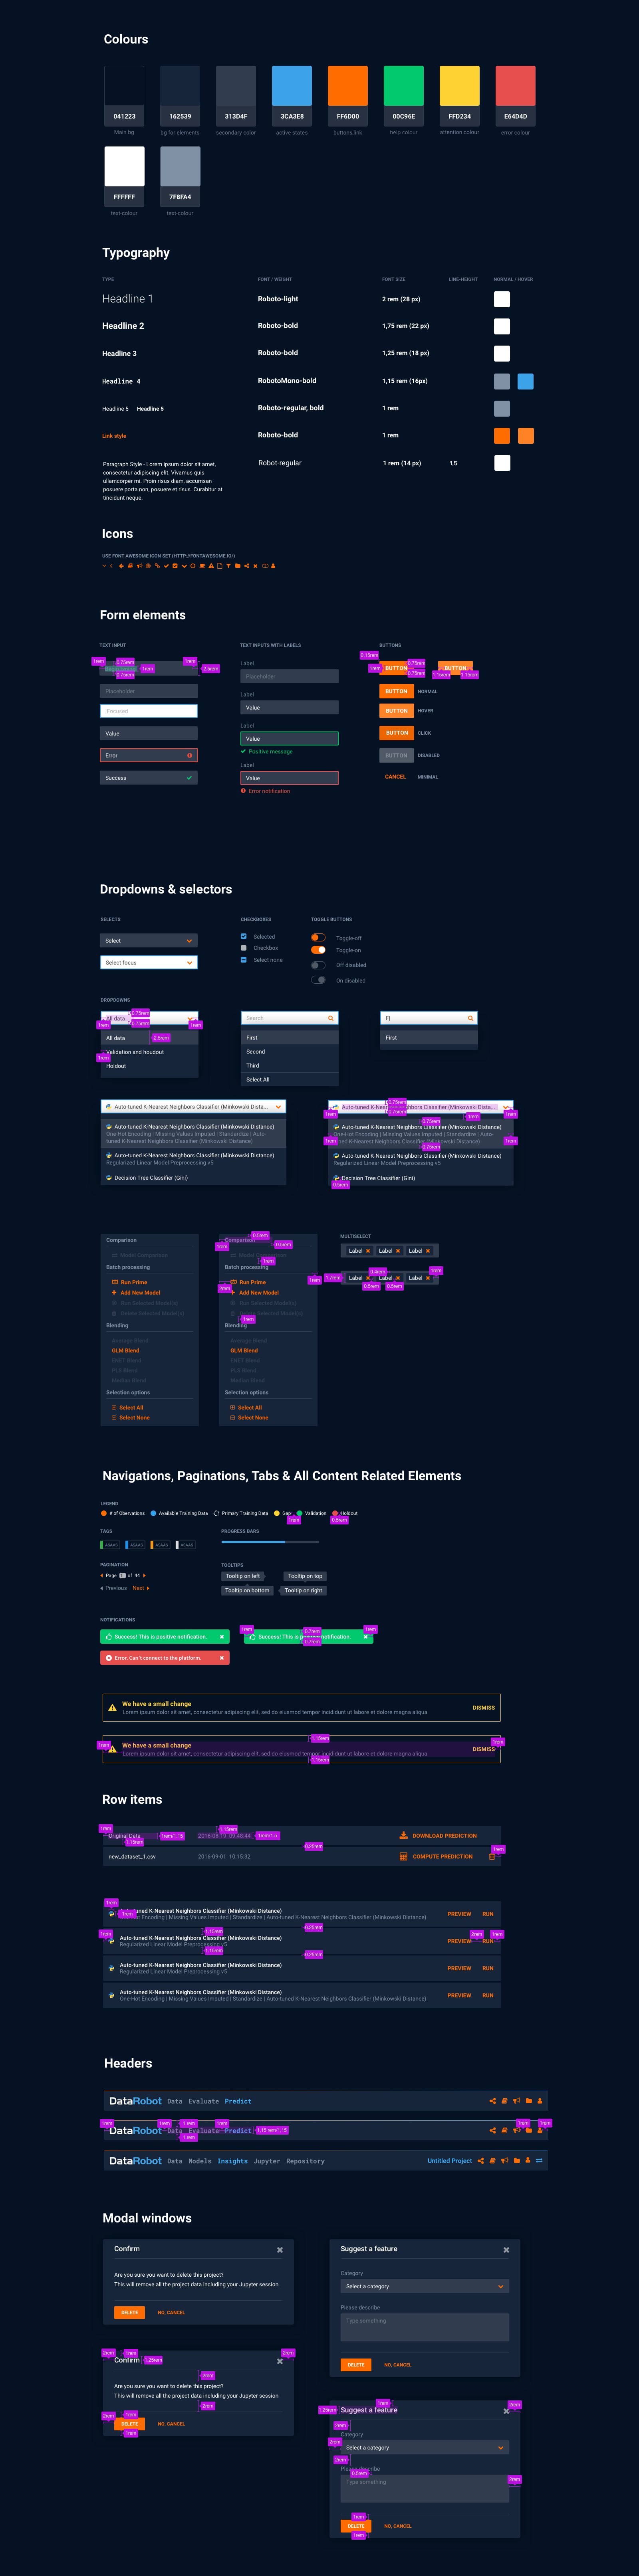 Colours
041223
162539
313D4F
3CA3E8
FF6D00
00C96E
FFD234
E64D4D
Main bg
bg for elements
secondary color
active states
buttons,link
help colour
attention colour
error colour
FFFFFF
7F8FA4
text-colour
text-colour
Typography
TYPE
FONT / WEIGHT
FONT SIZE
LINE-HEIGHT
NORMAL / HOVER
Headline 1
Roboto-light
2 rem (28 px)
Headline 2
Roboto-bold
1,75 rem (22 px)
Headline 3
Roboto-bold
1,25 rem (18 px)
Headline 4
RobotoMono-bold
1,15 rem (16px)
Headline 5 Headline 5
Roboto-regular, bold
1 rem
Link style
Roboto-bold
1 rem
Paragraph Style - Lorem ipsum dolor sit amet,
consectetur adipiscing elit. Vivamus quis
ullamcorper mi. Proin risus diam, accumsan
posuere porta non, posuere et risus. Curabitur at
tincidunt neque.
Robot-regular
1 rem (14 px)
1,5
Icons
USE FONT AWESOME ICON SET (HTTP://FONTAWESOME.IO/)
Form elements
TEXT INPUT
TEXT INPUTS WITH LABELS
BUTTONS
1rem
0.75rem
1rem
1rem
2.5rem
0.75rem
Placeholder
|Focused
Value
Error
Success
Label
Placeholder
Label
Value
Label
Value
Positive message
Label
Value
Error notification
0.15rem
1rem
BUTTON
0.75rem
0.75rem
BUTTON
1.15rem
1.15rem
BUTTON NORMAL
BUTTON HOVER
BUTTON CLICK
BUTTON DISABLED
CANCEL MINIMAL
Dropdowns & selectors
SELECTS
CHECKBOXES
TOGGLE BUTTONS
Select
Select focus
Selected
Checkbox
Select none
Toggle-off
Toggle-on
Off disabled
On disabled
DROPDOWNS
All data
0.75rem
0.75rem
1rem
1rem
All data
2.5rem
Validation and houdout
1rem
Holdout
Search
First
Second
Third
Select All
F|
First
Auto-tuned K-Nearest Neighbors Classifier (Minkowski Dista...
Auto-tuned K-Nearest Neighbors Classifier (Minkowski Distance)
One-Hot Encoding | Missing Values Imputed | Standardize | Auto-
tuned K-Nearest Neighbors Classifier (Minkowski Distance)
Auto-tuned K-Nearest Neighbors Classifier (Minkowski Distance)
Regularized Linear Model Preprocessing v5
Decision Tree Classifier (Gini)
0.75rem
Auto-tuned K-Nearest Neighbors Classifier (Minkowski Dista...
0.75rem
1rem
1rem
1rem
0.75rem
Auto-tuned K-Nearest Neighbors Classifier (Minkowski Distance)
One-Hot Encoding | Missing Values Imputed | Standardize | Auto-
1rem
tuned K-Nearest Neighbors Classifier (Minkowski Distance)
1rem
0.75rem
Auto-tuned K-Nearest Neighbors Classifier (Minkowski Distance)
Regularized Linear Model Preprocessing v5
Decision Tree Classifier (Gini)
0.5rem
Comparison
Model Comparison
Batch processing
Run Prime
Add New Model
Run Selected Model(s)
Delete Selected Model(s)
Blending
Average Blend
GLM Blend
ENET Blend
PLS Blend
Median Blend
Selection options
Select All
Select None
Comparison
0.5rem
1rem
0.5rem
1rem
Batch processing
Run Prime
2rem
Add New Model
Run Selected Model(s)
1rem
Blending
Average Blend
GLM Blend
ENET Blend
PLS Blend
Median Blend
Selection options
Select All
Select None
MULTISELECT
Label Label Label
0.4rem
1rem
1rem
1.7rem
Label Label Label
0.5rem
0.5rem
Navigations, Paginations, Tabs & All Content Related Elements
LEGEND
# of Obervations
Available Training Data
Primary Training Data
Gap
Validation
Holdout
1rem
0.5rem
TAGS
PROGRESS BARS
ASAAS
ASAAS
ASAAS
ASAAS
PAGINATION
TOOLTIPS
Page of 44
Previous Next
Tooltip on left
Tooltip on top
Tooltip on bottom
Tooltip on right
NOTIFICATIONS
Success! This is positive notification.
Error. Can't connect to the platform.
1rem
0.7rem
1rem
Success! This is positive notification.
0.7rem
We have a small change
Lorem ipsum dolor sit amet, consectetur adipiscing elit, sed do eiusmod tempor incididunt ut labore et dolore magna aliqua
DISMISS
1.15rem
1rem
We have a small change
1rem
Lorem ipsum dolor sit amet, consectetur adipiscing elit, sed do eiusmod tempor incididunt ut labore et dolore magna aliqua
DISMISS
1.15rem
Row items
1rem
1.15rem
Original Data
1rem/1,15
2016-09-15 09:48:44
1rem/1,5
DOWNLOAD PREDICTION
1.15rem
0.25rem
1rem
new_dataset_1.csv
2016-09-01 10:15:32
COMPUTE PREDICTION
1rem
Auto-tuned K-Nearest Neighbors Classifier (Minkowski Distance)
1rem
One-Hot Encoding | Missing Values Imputed | Standardize | Auto-tuned K-Nearest Neighbors Classifier (Minkowski Distance)
PREVIEW RUN
0.25rem
1rem
1.15rem
2rem
1rem
Auto-tuned K-Nearest Neighbors Classifier (Minkowski Distance)
Regularized Linear Model Preprocessing v5
PREVIEW RUN
1.15rem
0.25rem
Auto-tuned K-Nearest Neighbors Classifier (Minkowski Distance)
Regularized Linear Model Preprocessing v5
PREVIEW RUN
Auto-tuned K-Nearest Neighbors Classifier (Minkowski Distance)
One-Hot Encoding | Missing Values Imputed | Standardize | Auto-tuned K-Nearest Neighbors Classifier (Minkowski Distance)
PREVIEW RUN
Headers
DataRobot Data Evaluate Predict
1rem
1rem
1 rem
1rem
1rem
1rem
DataRobot Data Evaluate Predict
1.15 rem/1,15
1 rem
DataRobot Data Models Insights Jupyter Repository
Untitled Project
Modal windows
Confirm
Are you sure you want to delete this project?
This will remove all the project data including your Jupyter session
DELETE
NO, CANCEL
Suggest a feature
Category
Select a category
Please describe
Type something
DELETE
NO, CANCEL
2rem
1rem
2rem
Confirm
1.25rem
2rem
Are you sure you want to delete this project?
This will remove all the project data including your Jupyter session
2rem
2rem
1rem
DELETE
NO, CANCEL
1rem
1rem
2rem
1.25rem
Suggest a feature
2rem
Category
2rem
Select a category
2rem
Please describe
0.5rem
Type something
2rem
1rem
DELETE
NO, CANCEL
1rem